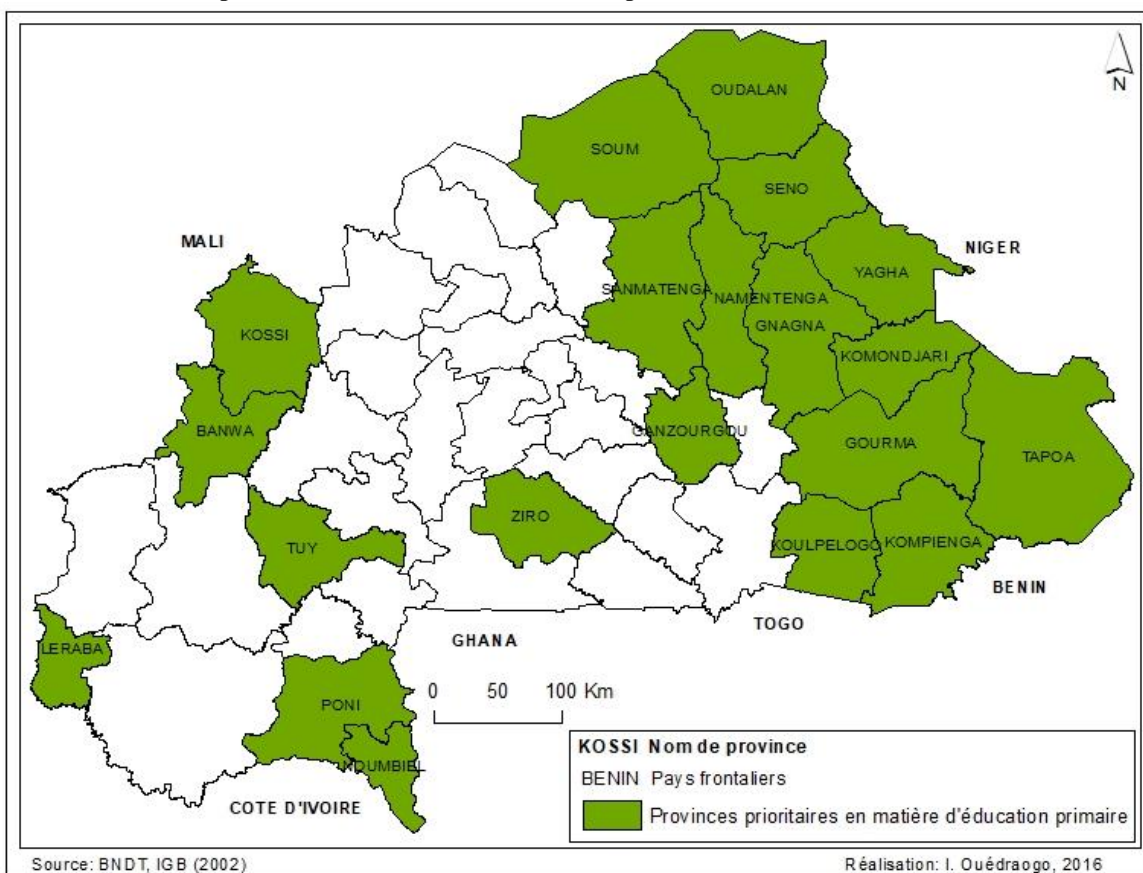 OUDALAN
SOUM
SENO
MALI
NIGER
YAGHA
SANMATENGA
NAMENTENGA
GNAGNA
KOSSI
KOMONDJARI
BANWA
GANZOURGOU
GOURMA
TAPOA
ZIRO
TUY
KOULPELOGO
KOMPIENGA
BENIN
TOGO
GHANA
LERABA
PONI
0 50 100 Km
NOUMBIEL
COTE D'IVOIRE
N
KOSSI Nom de province
BENIN Pays frontaliers
Provinces prioritaires en matière d'éducation primaire
Source: BNDT, IGB (2002)
Réalisation: I. Ouédraogo, 2016